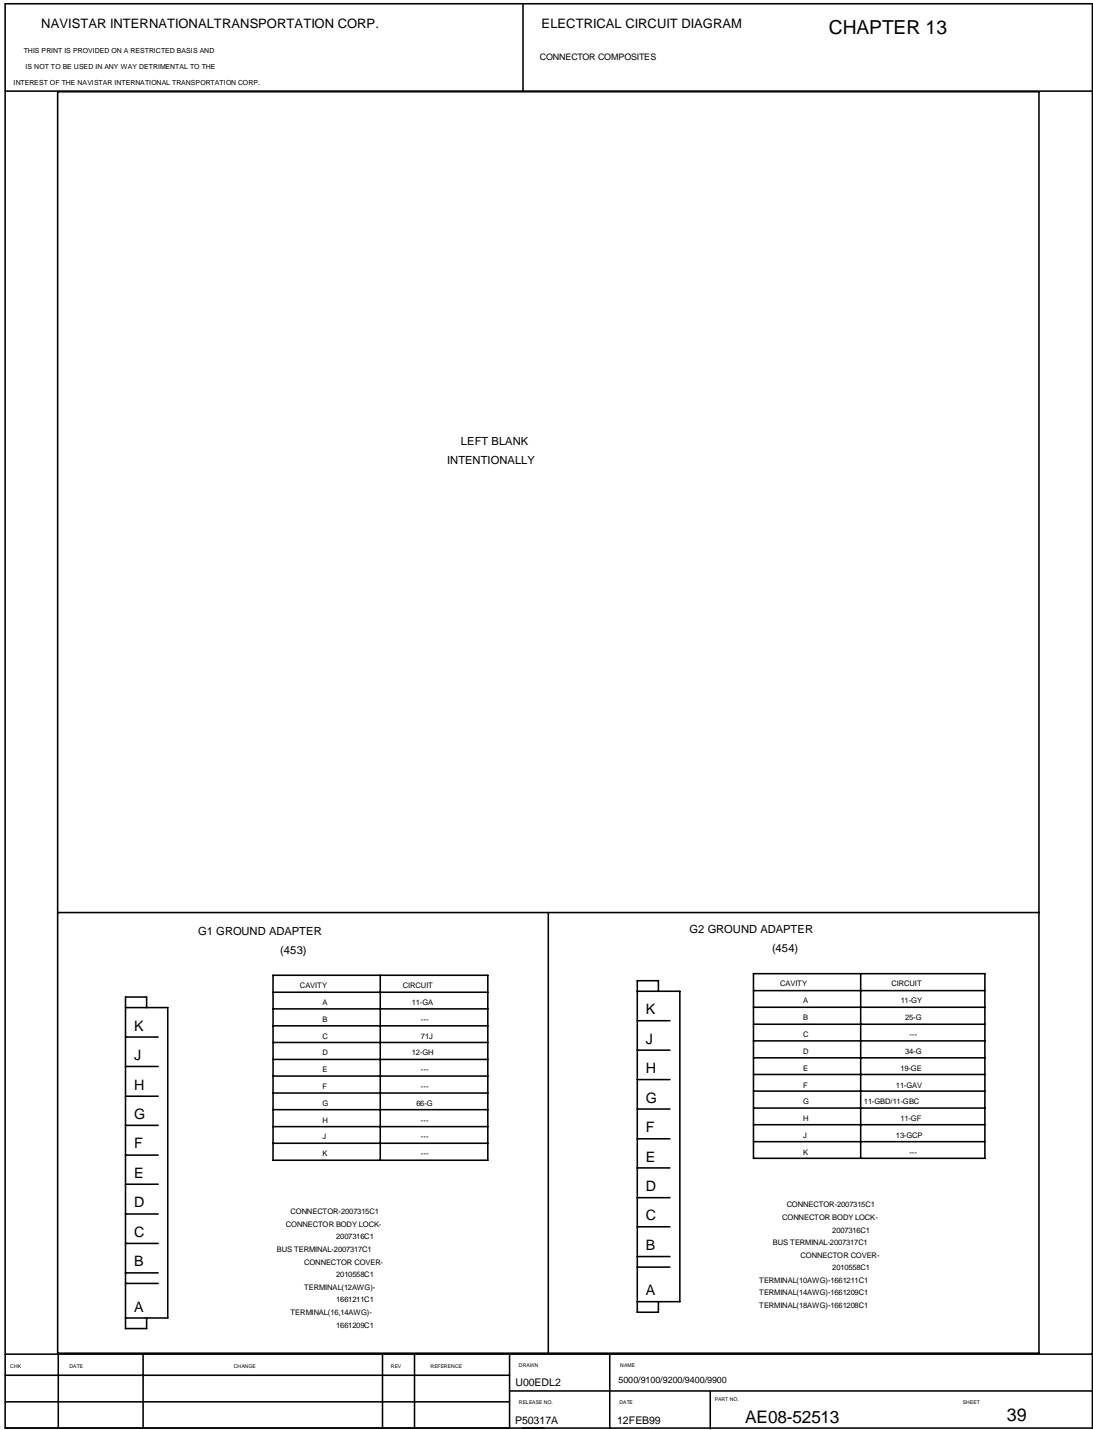 NAVISTAR INTERNATIONALTRANSPORTATION CORP.
THIS PRINT IS PROVIDED ON A RESTRICTED BASIS AND
IS NOT TO BE USED IN ANY WAY DETRIMENTAL TO THE
INTEREST OF THE NAVISTAR INTERNATIONAL TRANSPORTATION CORP.
ELECTRICAL CIRCUIT DIAGRAM
CHAPTER 13
CONNECTOR COMPOSITES
LEFT BLANK
INTENTIONALLY
G1 GROUND ADAPTER
(453)
K
J
H
G
F
E
D
C
B
A
CAVITY CIRCUIT
A 11-GA
B ---
C 71J
D 12-GH
E ---
F ---
G 66-G
H ---
J ---
K ---
CONNECTOR-2007315C1
CONNECTOR BODY LOCK-
2007316C1
BUS TERMINAL-2007317C1
CONNECTOR COVER-
2010558C1
TERMINAL(12AWG)-
1661211C1
TERMINAL(16,14AWG)-
1661209C1
G2 GROUND ADAPTER
(454)
K
J
H
G
F
E
D
C
B
A
CAVITY CIRCUIT
A 11-GY
B 25-G
C ---
D 34-G
E 19-GE
F 11-GAV
G 11-GBD/11-GBC
H 11-GF
J 13-GCP
K ---
CONNECTOR-2007315C1
CONNECTOR BODY LOCK-
2007316C1
BUS TERMINAL-2007317C1
CONNECTOR COVER-
2010558C1
TERMINAL(10AWG)-1661211C1
TERMINAL(14AWG)-1661209C1
TERMINAL(18AWG)-1661208C1
CHK DATE CHANGE REV REFERENCE
DRAWN
U00EDL2
NAME
5000/9100/9200/9400/9900
RELEASE NO.
P50317A
DATE
12FEB99
PART NO.
AE08-52513
SHEET
39